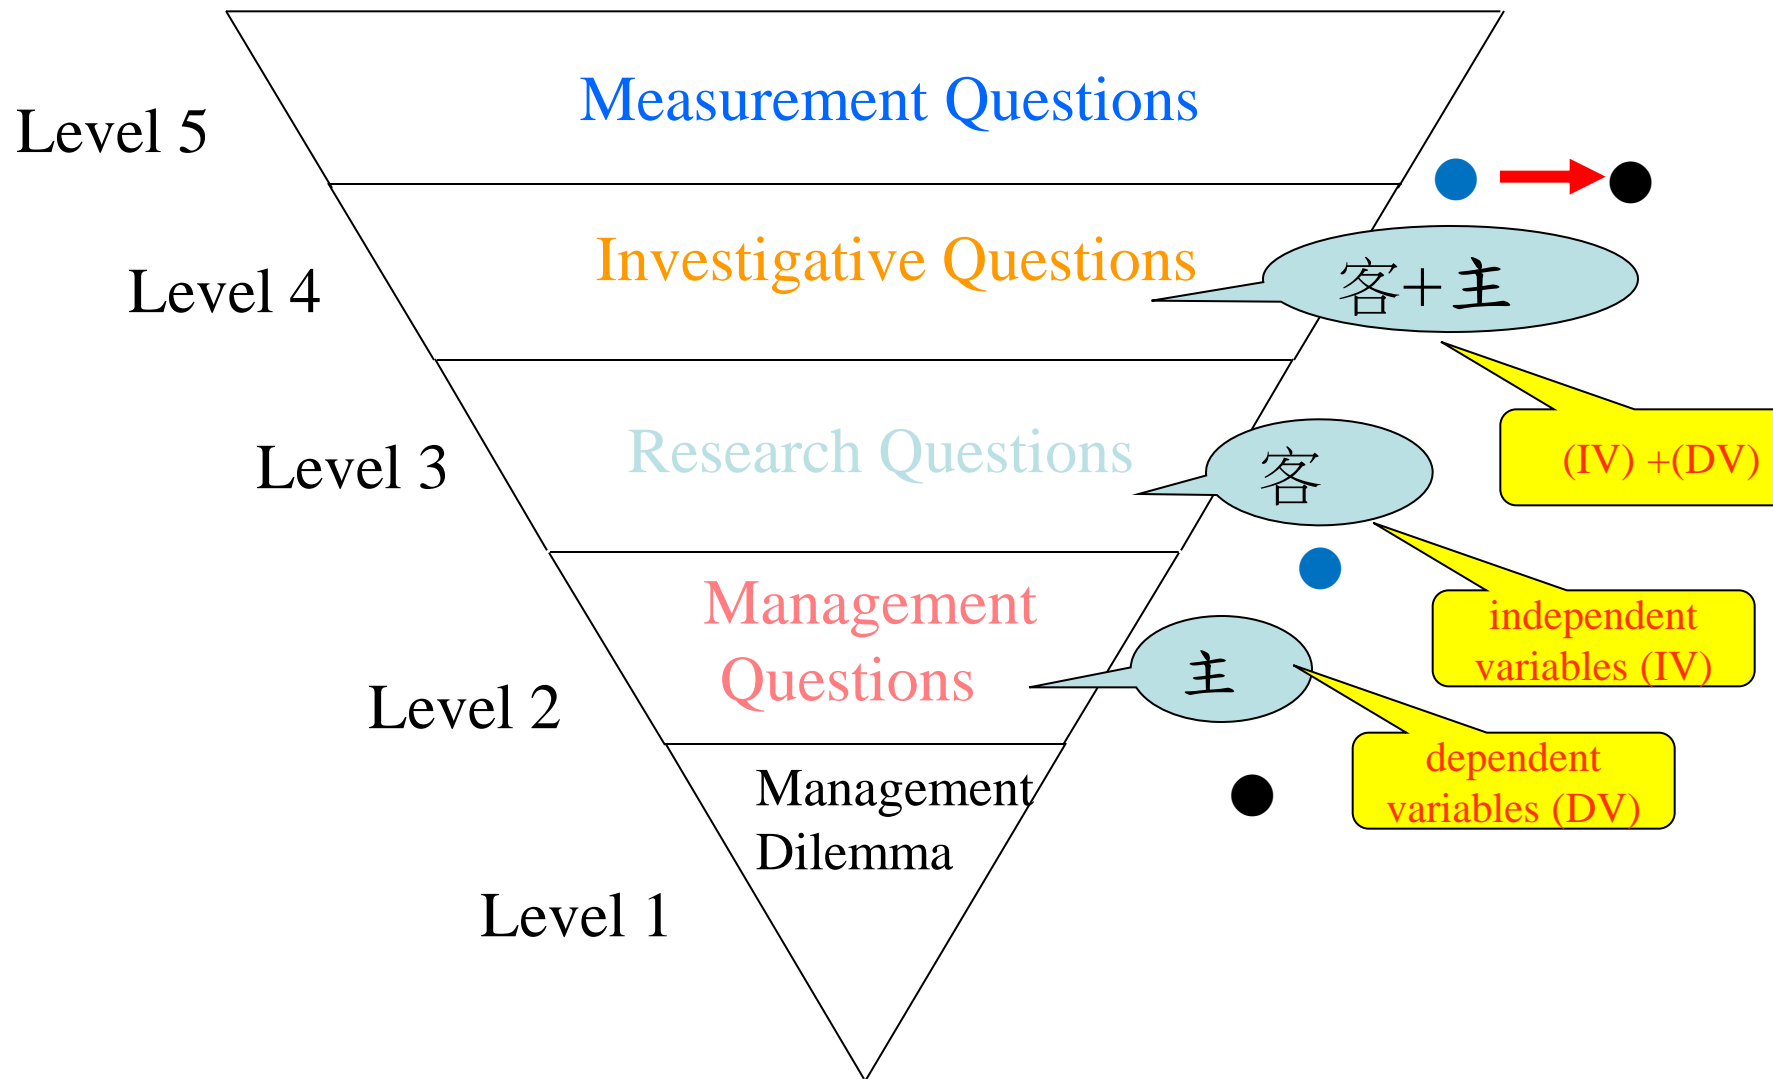 Measurement Questions
Level 5
Investigative Questions
Level 4
客+主
(IV) +(DV)
Research Questions
Level 3
客
independent
variables (IV)
Management
Questions
Level 2
主
dependent
variables (DV)
Management
Dilemma
Level 1